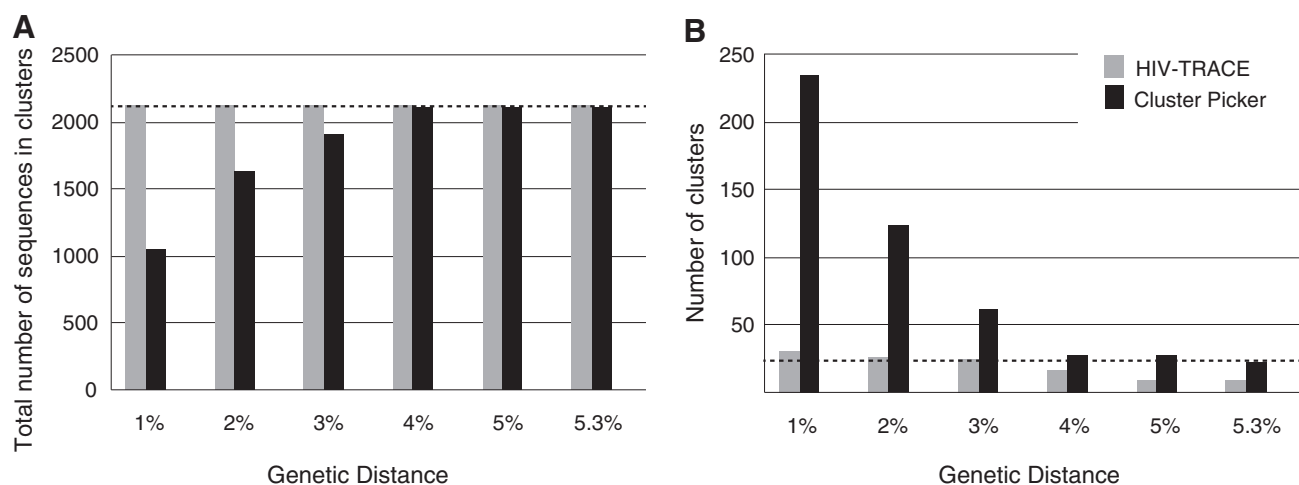 A
Total number of sequences in clusters
2500
2000
1500
1000
500
0
1% 2% 3% 4% 5% 5.3%
Genetic Distance
B
Number of clusters
250
200
150
100
50
1% 2% 3% 4% 5% 5.3%
Genetic Distance
HIV-TRACE
Cluster Picker